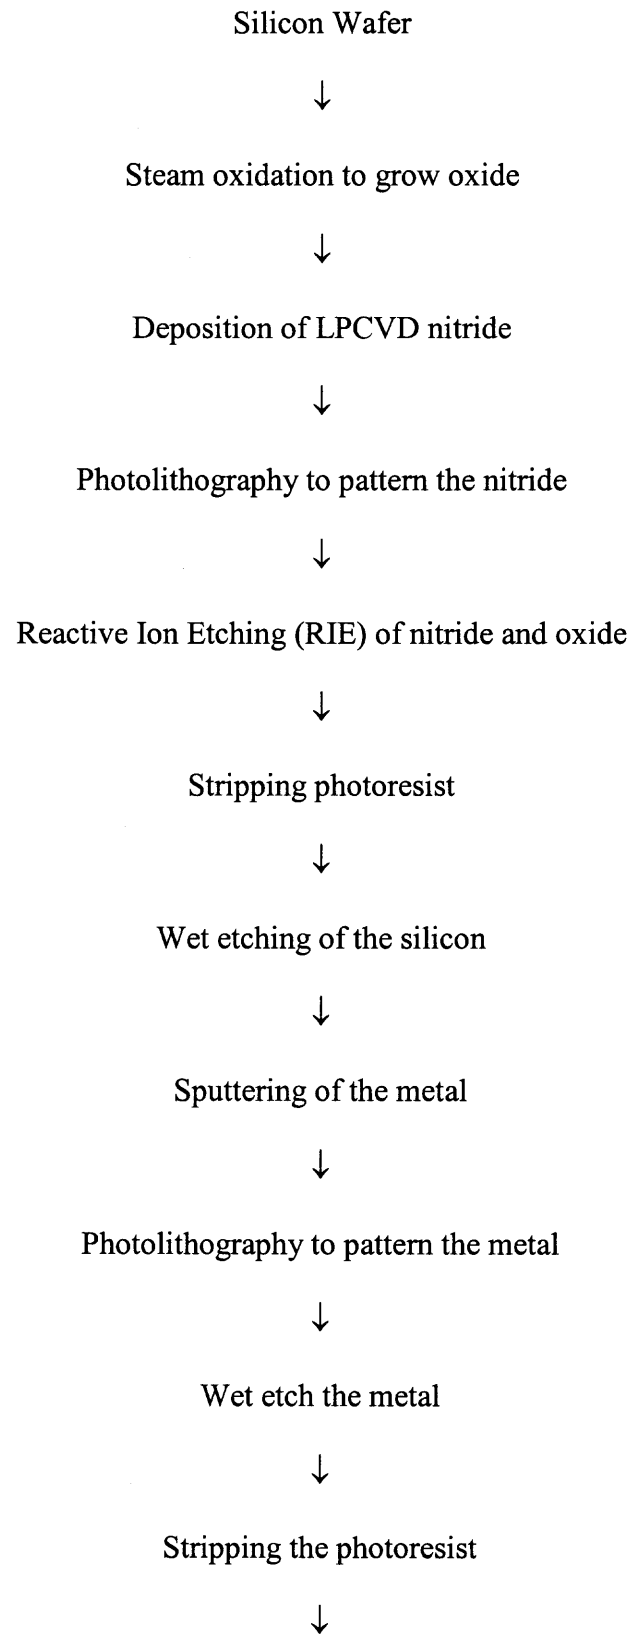 Silicon Wafer
↓
Steam oxidation to grow oxide
↓
Deposition of LPCVD nitride
↓
Photolithography to pattern the nitride
↓
Reactive Ion Etching (RIE) of nitride and oxide
↓
Stripping photoresist
↓
Wet etching of the silicon
↓
Sputtering of the metal
↓
Photolithography to pattern the metal
↓
Wet etch the metal
↓
Stripping the photoresist
↓